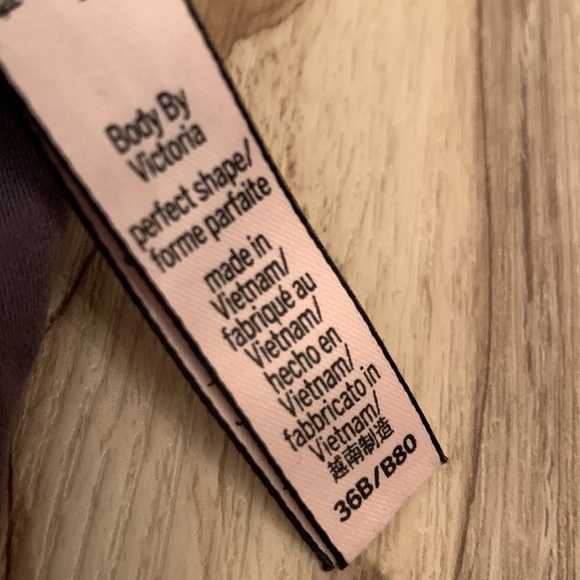 Body By
Victoria
perfect shape/
forme parfaite
made in
Vietnam/
fabriqué au
Vietnam/
hecho en
Vietnam/
fabbricato in
Vietnam/
越南制造
36B/B80